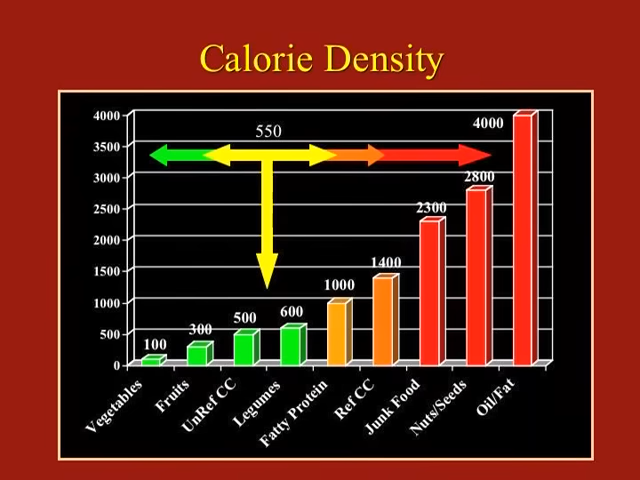 Calorie Density
4000
3500
3000
2500
2000
1500
1000
500
0
550
100
300
500
600
1000
1400
2300
2800
4000
Vegetables
Fruits
UnRef CC
Legumes
Fatty Protein
Ref CC
Junk Food
Nuts/Seeds
Oil/Fat